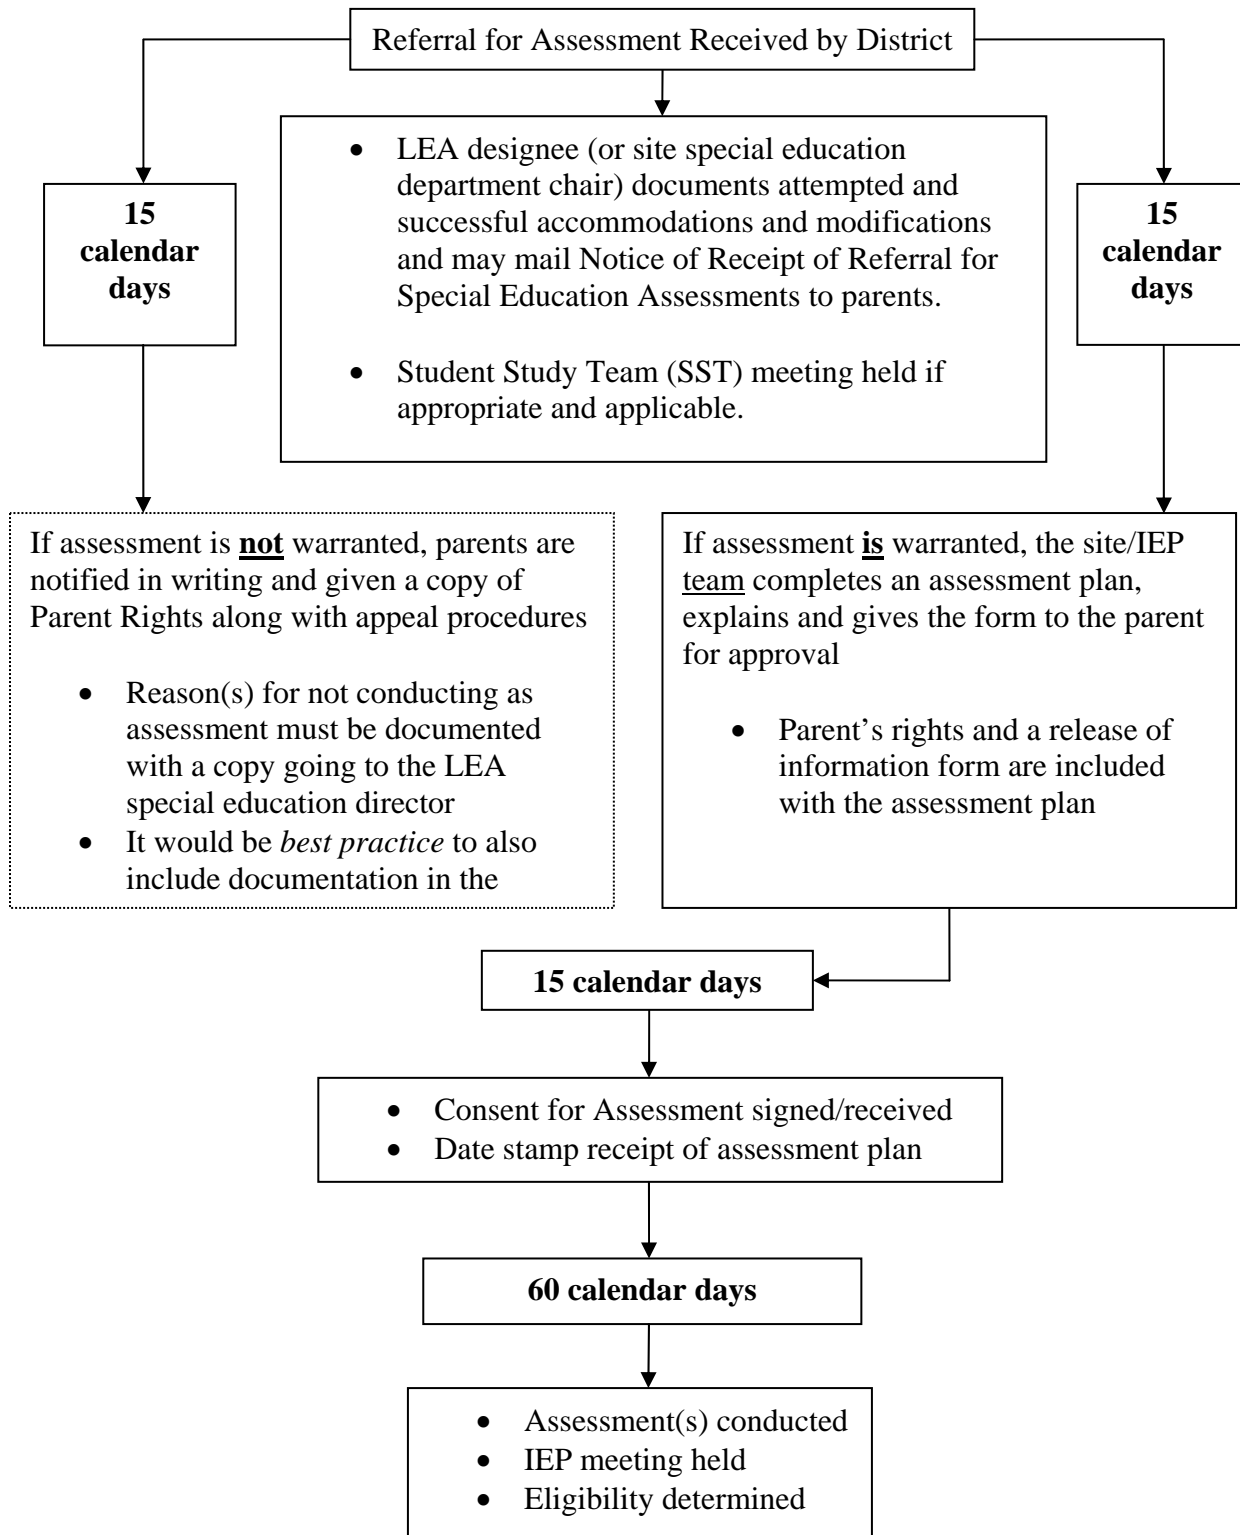 Referral for Assessment Received by District
15
calendar
days
• LEA designee (or site special education
department chair) documents attempted and
successful accommodations and modifications
and may mail Notice of Receipt of Referral for
Special Education Assessments to parents.
• Student Study Team (SST) meeting held if
appropriate and applicable.
15
calendar
days
If assessment is not warranted, parents are
notified in writing and given a copy of
Parent Rights along with appeal procedures
• Reason(s) for not conducting as
assessment must be documented
with a copy going to the LEA
special education director
• It would be best practice to also
include documentation in the
If assessment is warranted, the site/IEP
team completes an assessment plan,
explains and gives the form to the parent
for approval
• Parent’s rights and a release of
information form are included
with the assessment plan
15 calendar days
• Consent for Assessment signed/received
• Date stamp receipt of assessment plan
60 calendar days
• Assessment(s) conducted
• IEP meeting held
• Eligibility determined